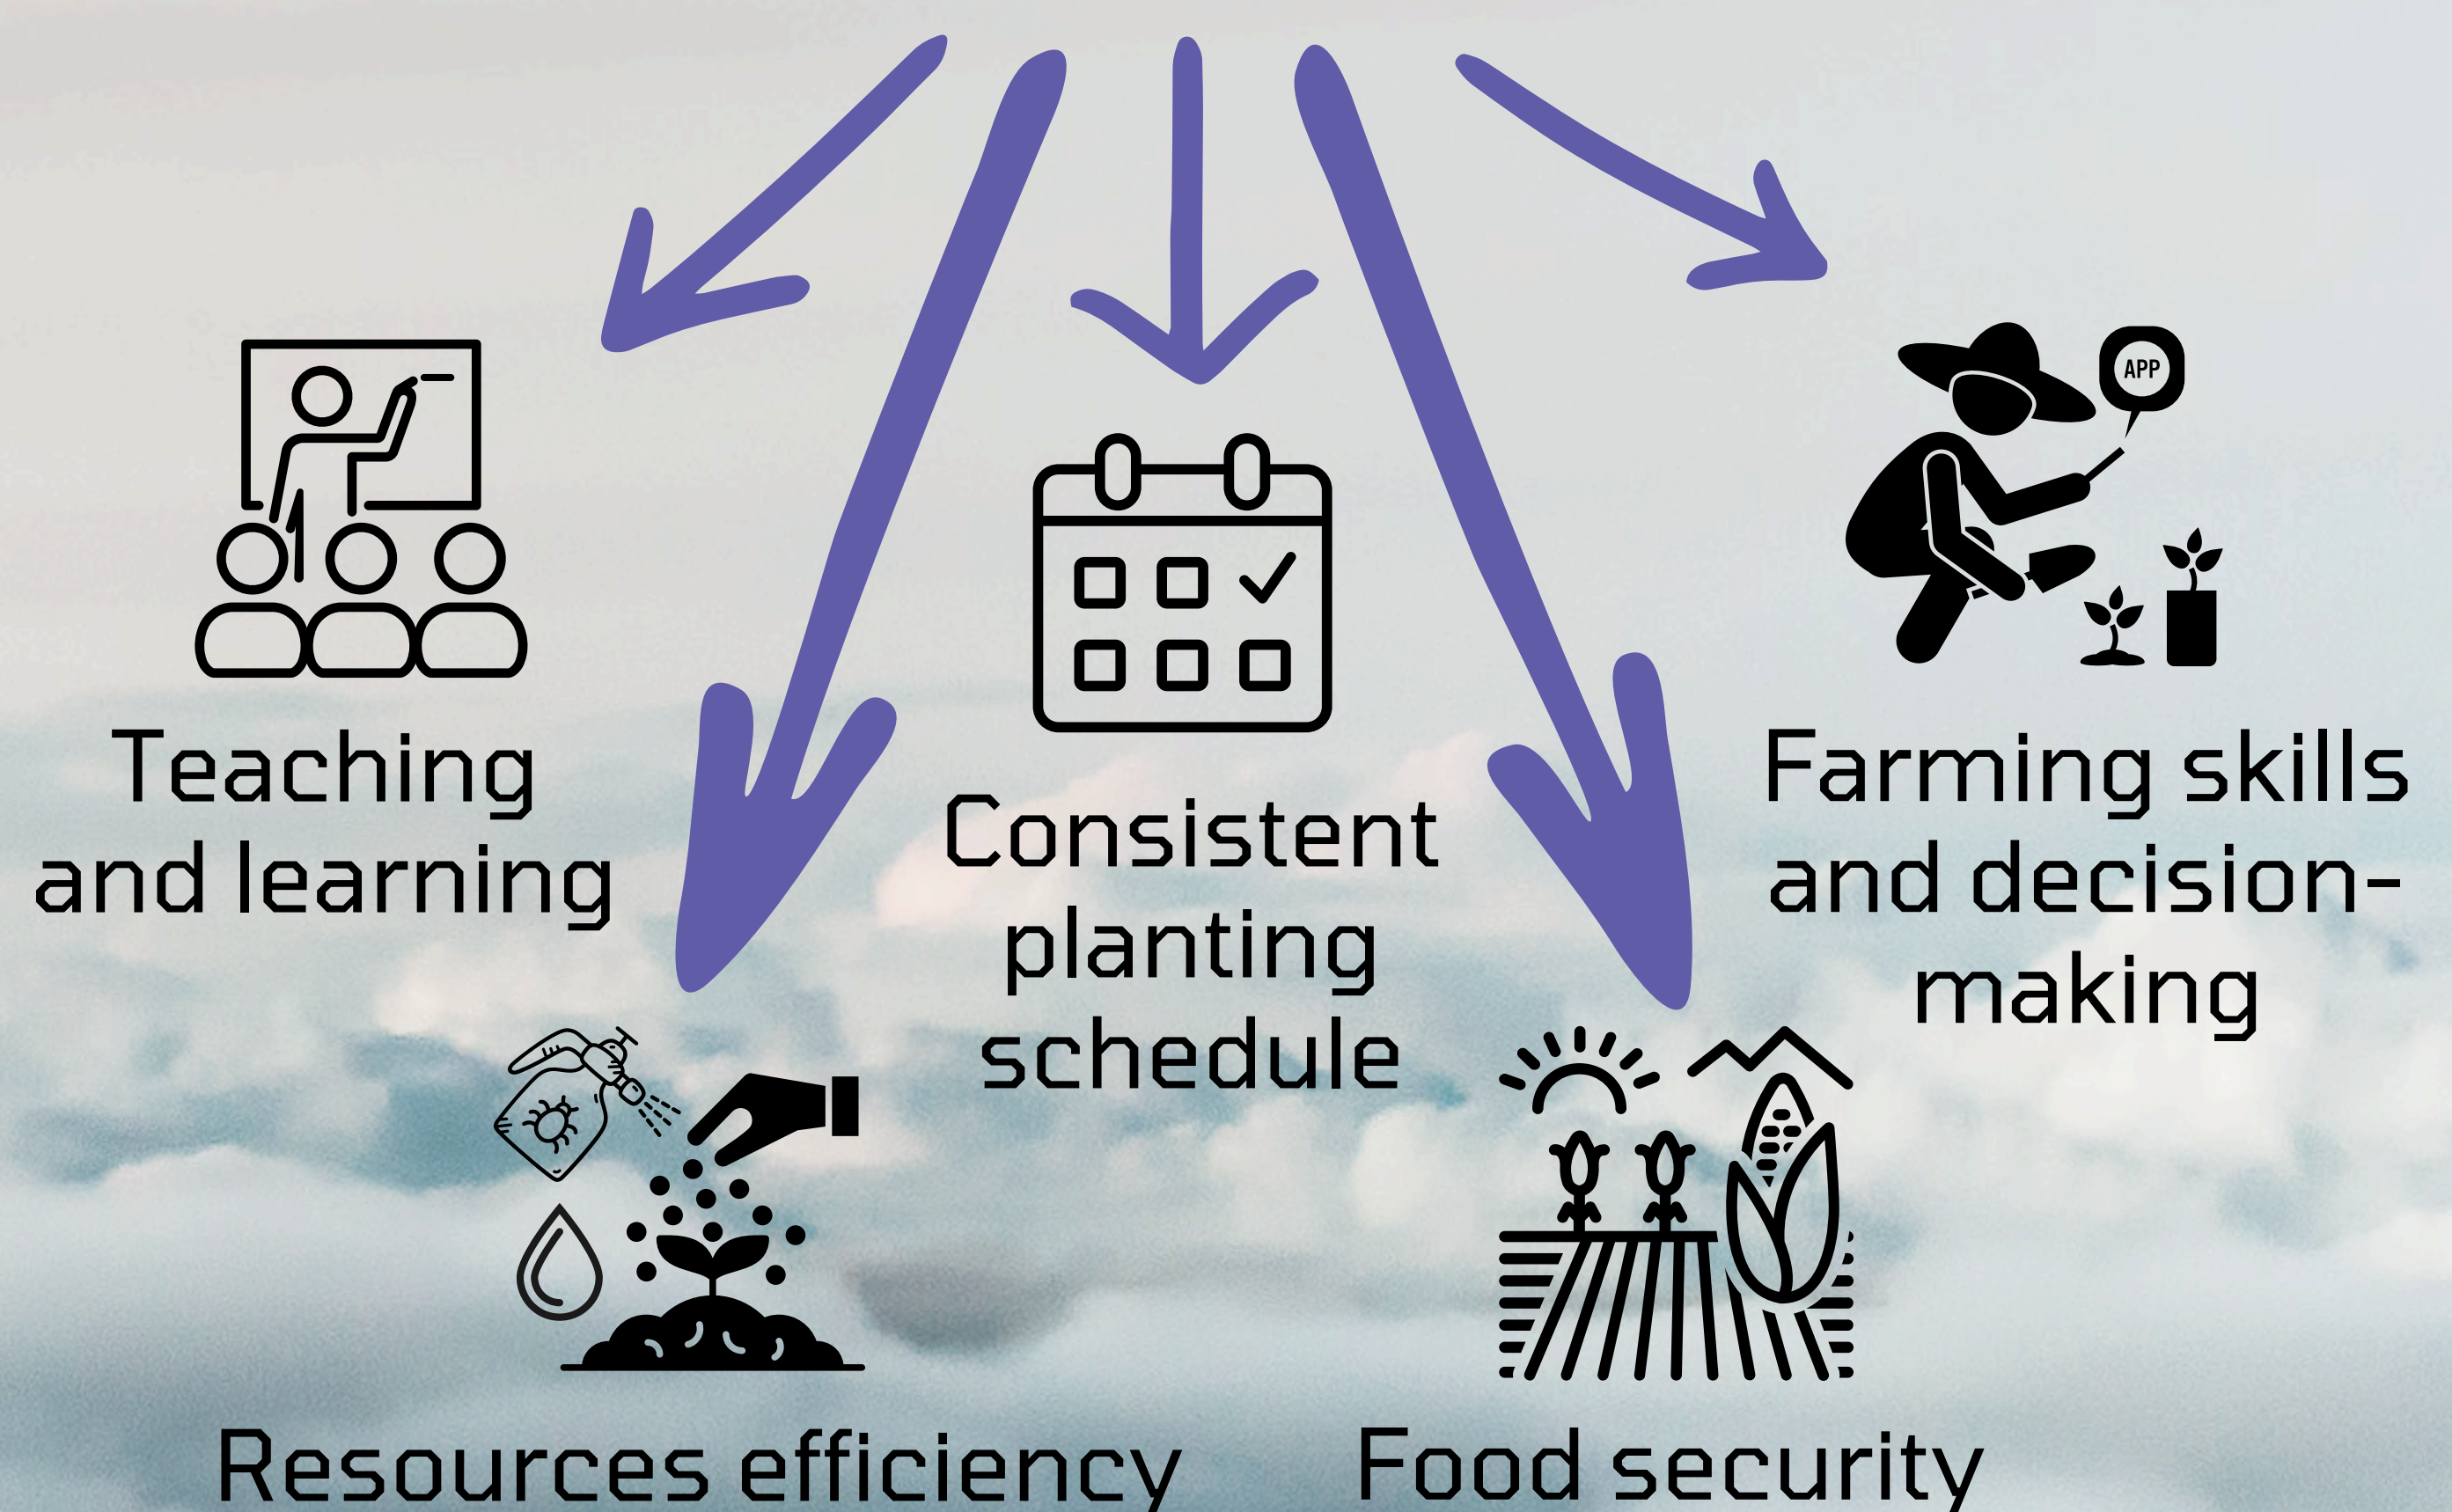 APP
Teaching
and learning
Consistent
planting
schedule
Farming skills
and decision-
making
Resources efficiency
Food security